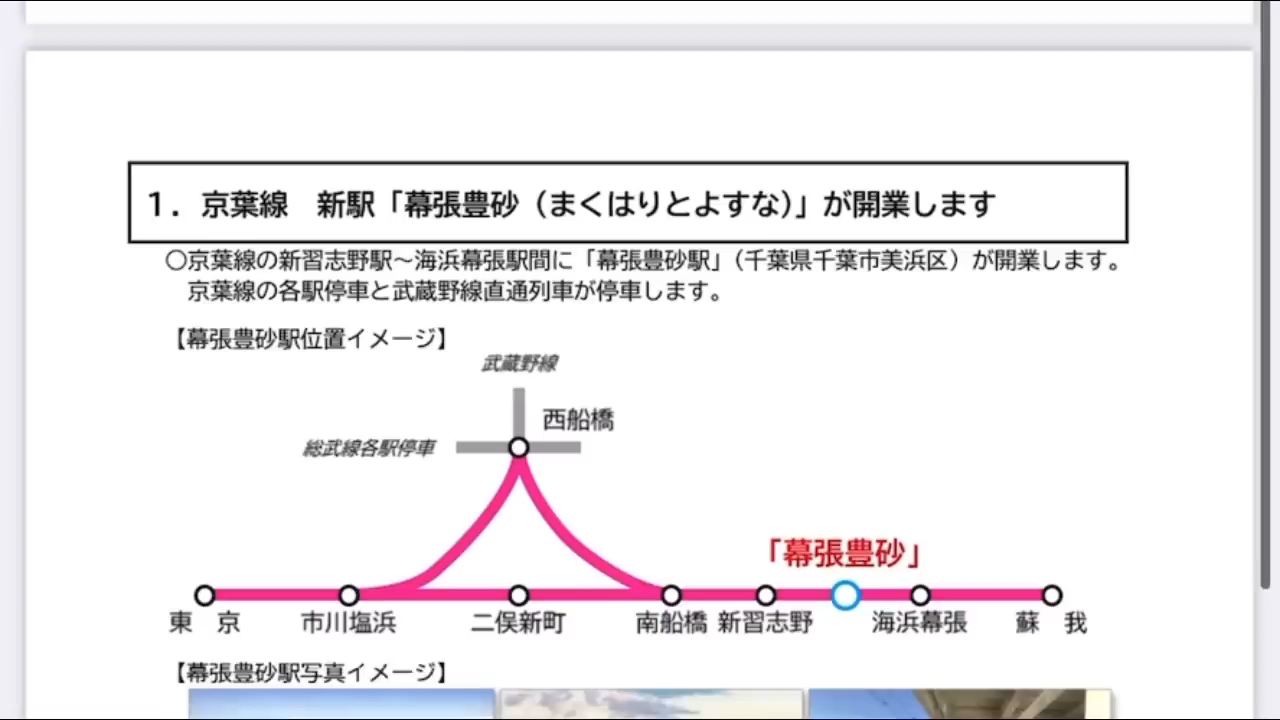 １．京葉線　新駅「幕張豊砂（まくはりとよすな）」が開業します
○京葉線の新習志野駅～海浜幕張駅間に「幕張豊砂駅」（千葉県千葉市美浜区）が開業します。
京葉線の各駅停車と武蔵野線直通列車が停車します。
【幕張豊砂駅位置イメージ】
武蔵野線
西船橋
総武線各駅停車
「幕張豊砂」
東　京　市川塩浜　二俣新町　南船橋　新習志野　海浜幕張　蘇　我
【幕張豊砂駅写真イメージ】